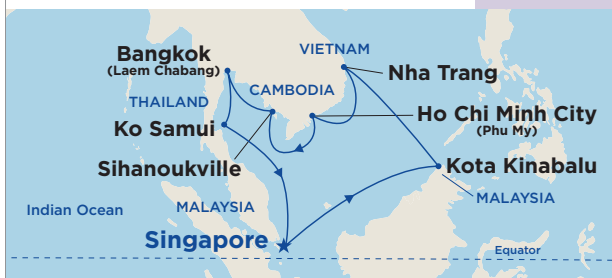 VIETNAM
Bangkok
(Laem Chabang)
Nha Trang
CAMBODIA
THAILAND
Ho Chi Minh City
(Phu My)
Ko Samui
Sihanoukville
Kota Kinabalu
MALAYSIA
MALAYSIA
Indian Ocean
Singapore
Equator